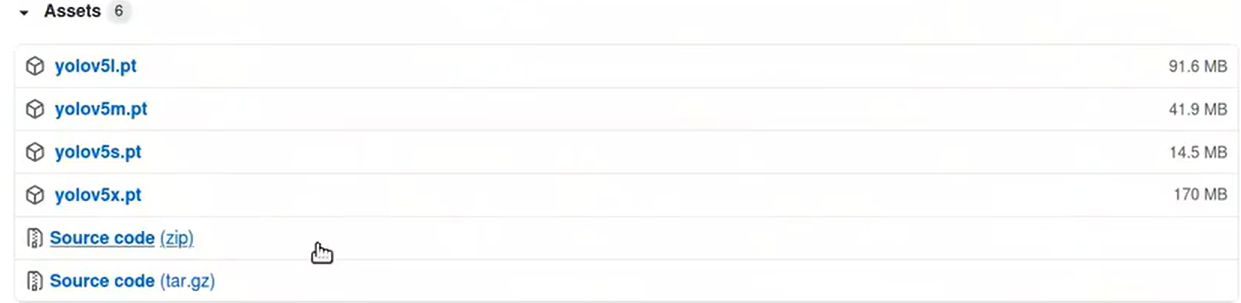 Assets 6
yolov5l.pt 91.6 MB
yolov5m.pt 41.9 MB
yolov5s.pt 14.5 MB
yolov5x.pt 170 MB
Source code (zip)
Source code (tar.gz)